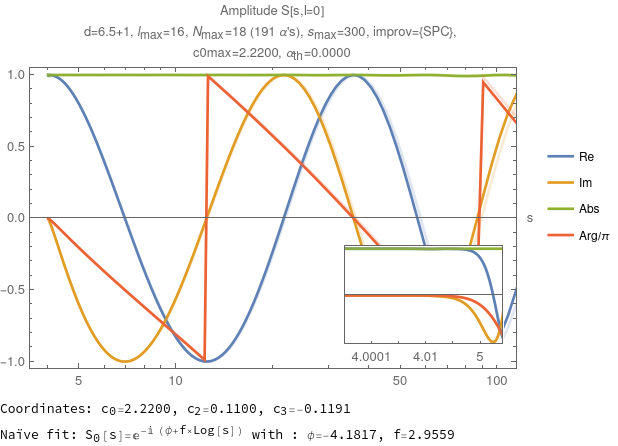 Amplitude S[s,l=0]
d=6.5+1, lmax=16, Nmax=18 (191 α's), smax=300, improv={SPC},
c0max=2.2200, αth=0.0000
1.0
0.5
0.0
-0.5
-1.0
5 10 50 100
s
Re
Im
Abs
Arg/π
4.0001 4.01 5
Coordinates: c0=2.2200, c2=0.1100, c3=-0.1191
Naïve fit: S0[s]=e^-i (ϕ+f×Log[s]) with : ϕ=-4.1817, f=2.9559